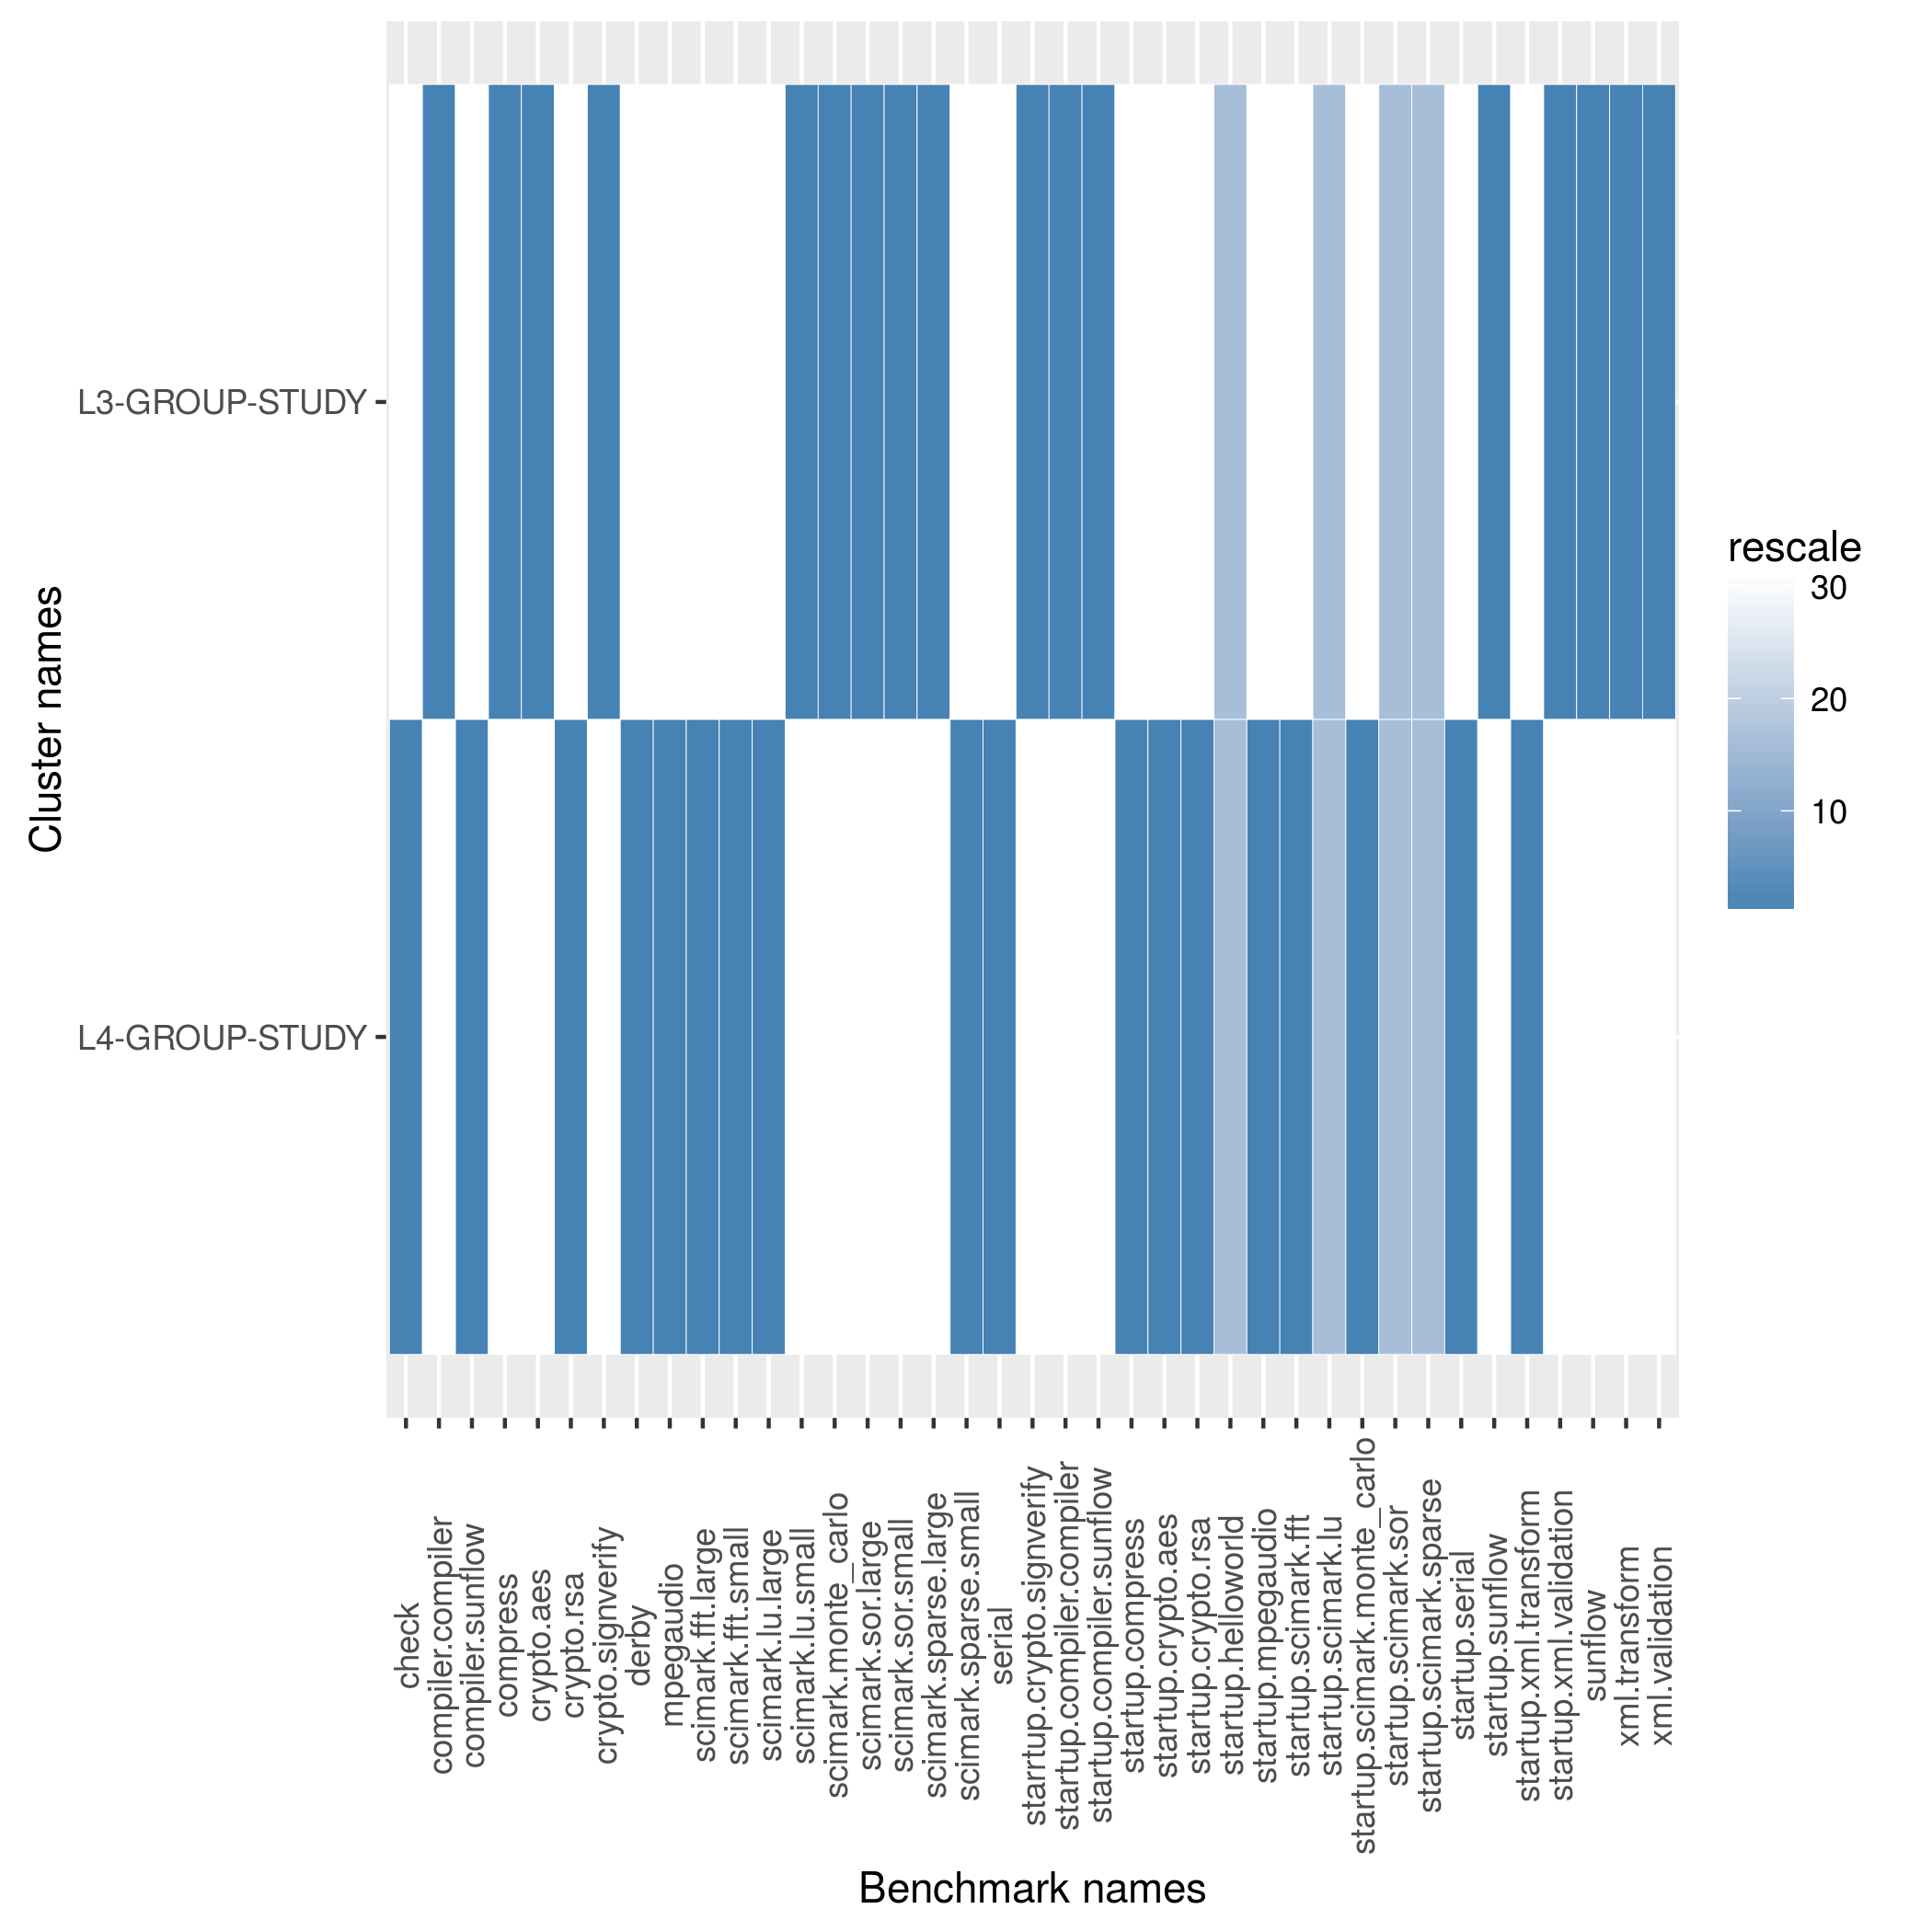 L3-GROUP-STUDY
L4-GROUP-STUDY
Cluster names
rescale
30
20
10
check
compiler.compiler
compiler.sunflow
compress
crypto.aes
crypto.rsa
crypto.signverify
derby
mpegaudio
scimark.fft.large
scimark.fft.small
scimark.lu.large
scimark.lu.small
scimark.monte_carlo
scimark.sor.large
scimark.sor.small
scimark.sparse.large
scimark.sparse.small
serial
starrtup.crypto.signverify
startup.compiler.compiler
startup.compiler.sunflow
startup.compress
startup.crypto.aes
startup.crypto.rsa
startup.helloworld
startup.mpegaudio
startup.scimark.fft
startup.scimark.lu
startup.scimark.monte_carlo
startup.scimark.sor
startup.scimark.sparse
startup.serial
startup.sunflow
startup.xml.transform
startup.xml.validation
sunflow
xml.transform
xml.validation
Benchmark names